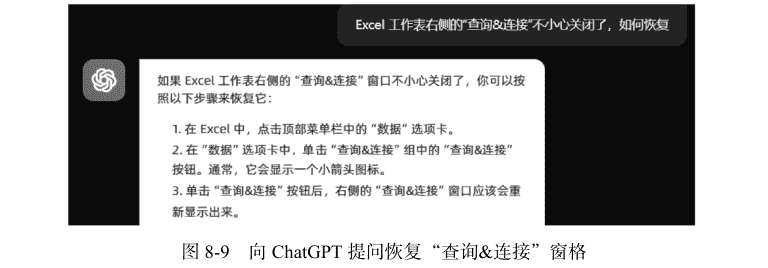 Excel 工作表右侧的“查询&连接”不小心关闭了，如何恢复
如果 Excel 工作表右侧的“查询&连接”窗口不小心关闭了，你可以按
照以下步骤来恢复它：
1. 在 Excel 中，点击顶部菜单栏中的“数据”选项卡。
2. 在“数据”选项卡中，单击“查询&连接”组中的“查询&连接”
按钮。通常，它会显示一个小箭头图标。
3. 单击“查询&连接”按钮后，右侧的“查询&连接”窗口应该会重
新显示出来。
图 8-9　向 ChatGPT 提问恢复“查询&连接”窗格